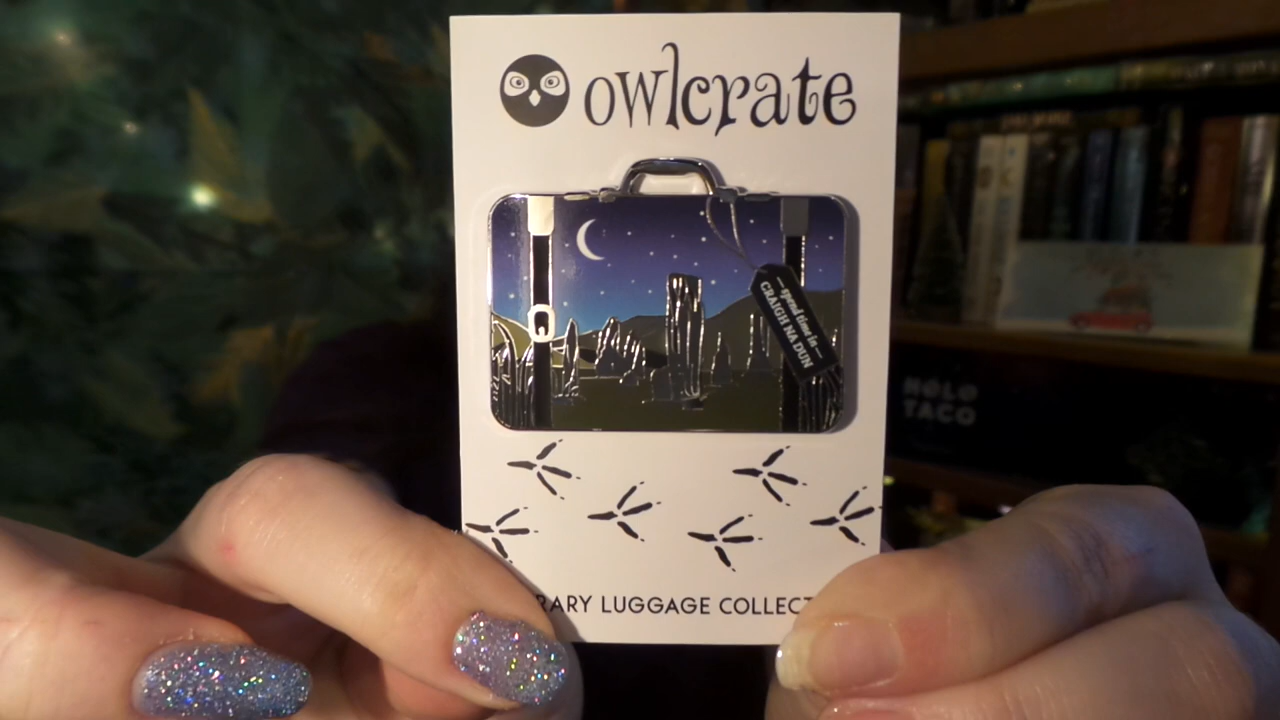 owlcrate
—spend time in—
CRAIGH NA DUN
RARY LUGGAGE COLLECT
HOLO
TACO